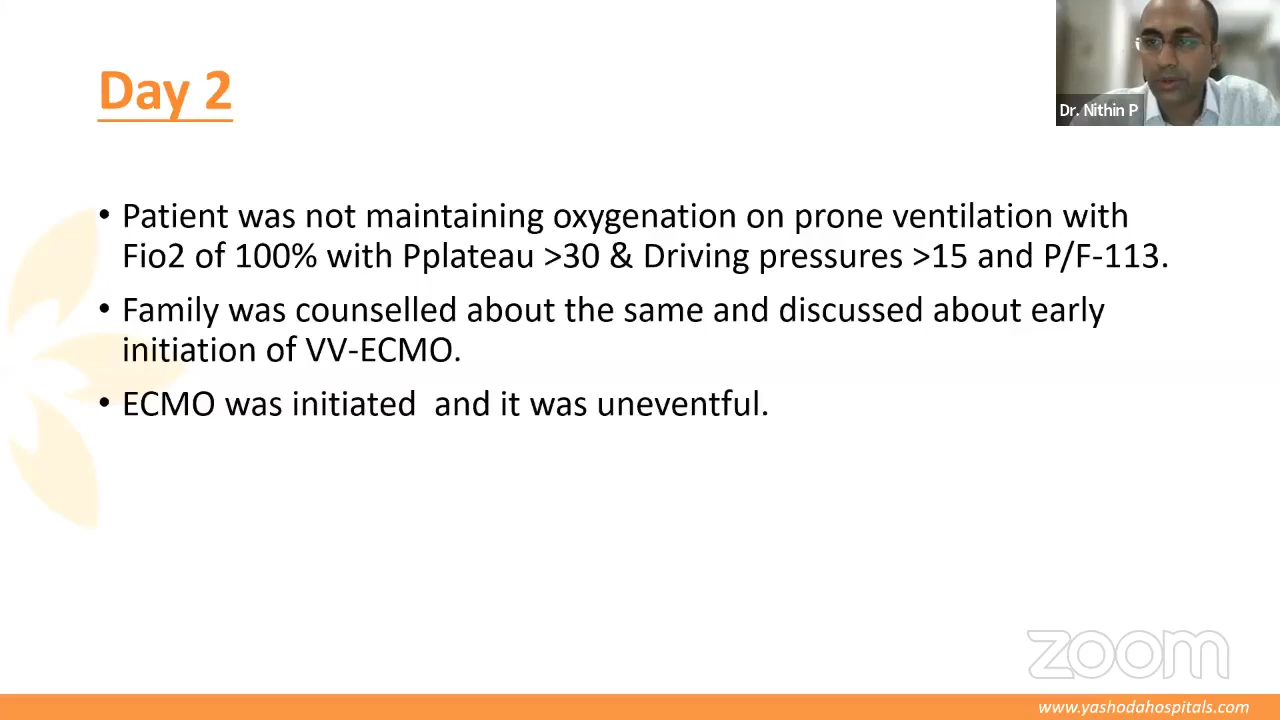 Day 2
Dr. Nithin P
• Patient was not maintaining oxygenation on prone ventilation with
Fio2 of 100% with Pplateau >30 & Driving pressures >15 and P/F-113.
• Family was counselled about the same and discussed about early
initiation of VV-ECMO.
• ECMO was initiated  and it was uneventful.
zoom
www.yashodahospitals.com